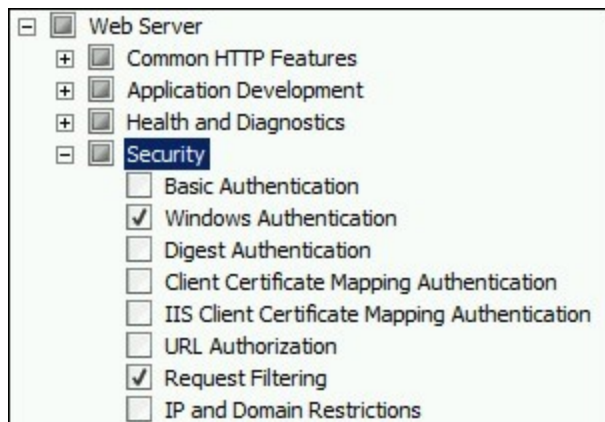 Web Server
Common HTTP Features
Application Development
Health and Diagnostics
Security
Basic Authentication
Windows Authentication
Digest Authentication
Client Certificate Mapping Authentication
IIS Client Certificate Mapping Authentication
URL Authorization
Request Filtering
IP and Domain Restrictions